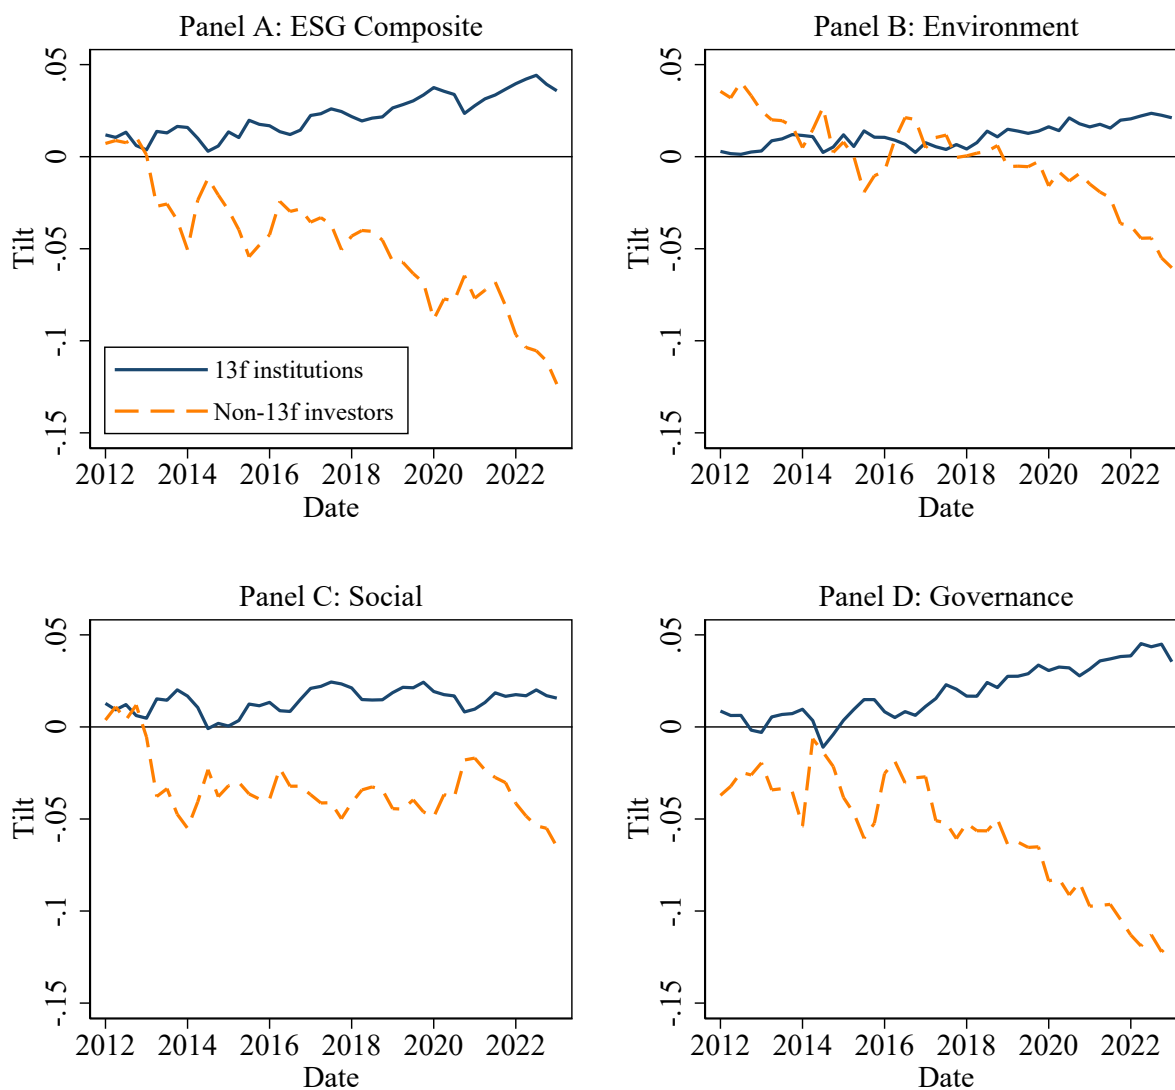 Panel A: ESG Composite
.05
0
-.05
-.1
-.15
Tilt
13f institutions
Non-13f investors
2012 2014 2016 2018 2020 2022
Date
Panel B: Environment
.05
0
-.05
-.1
-.15
Tilt
2012 2014 2016 2018 2020 2022
Date
Panel C: Social
.05
0
-.05
-.1
-.15
Tilt
2012 2014 2016 2018 2020 2022
Date
Panel D: Governance
.05
0
-.05
-.1
-.15
Tilt
2012 2014 2016 2018 2020 2022
Date